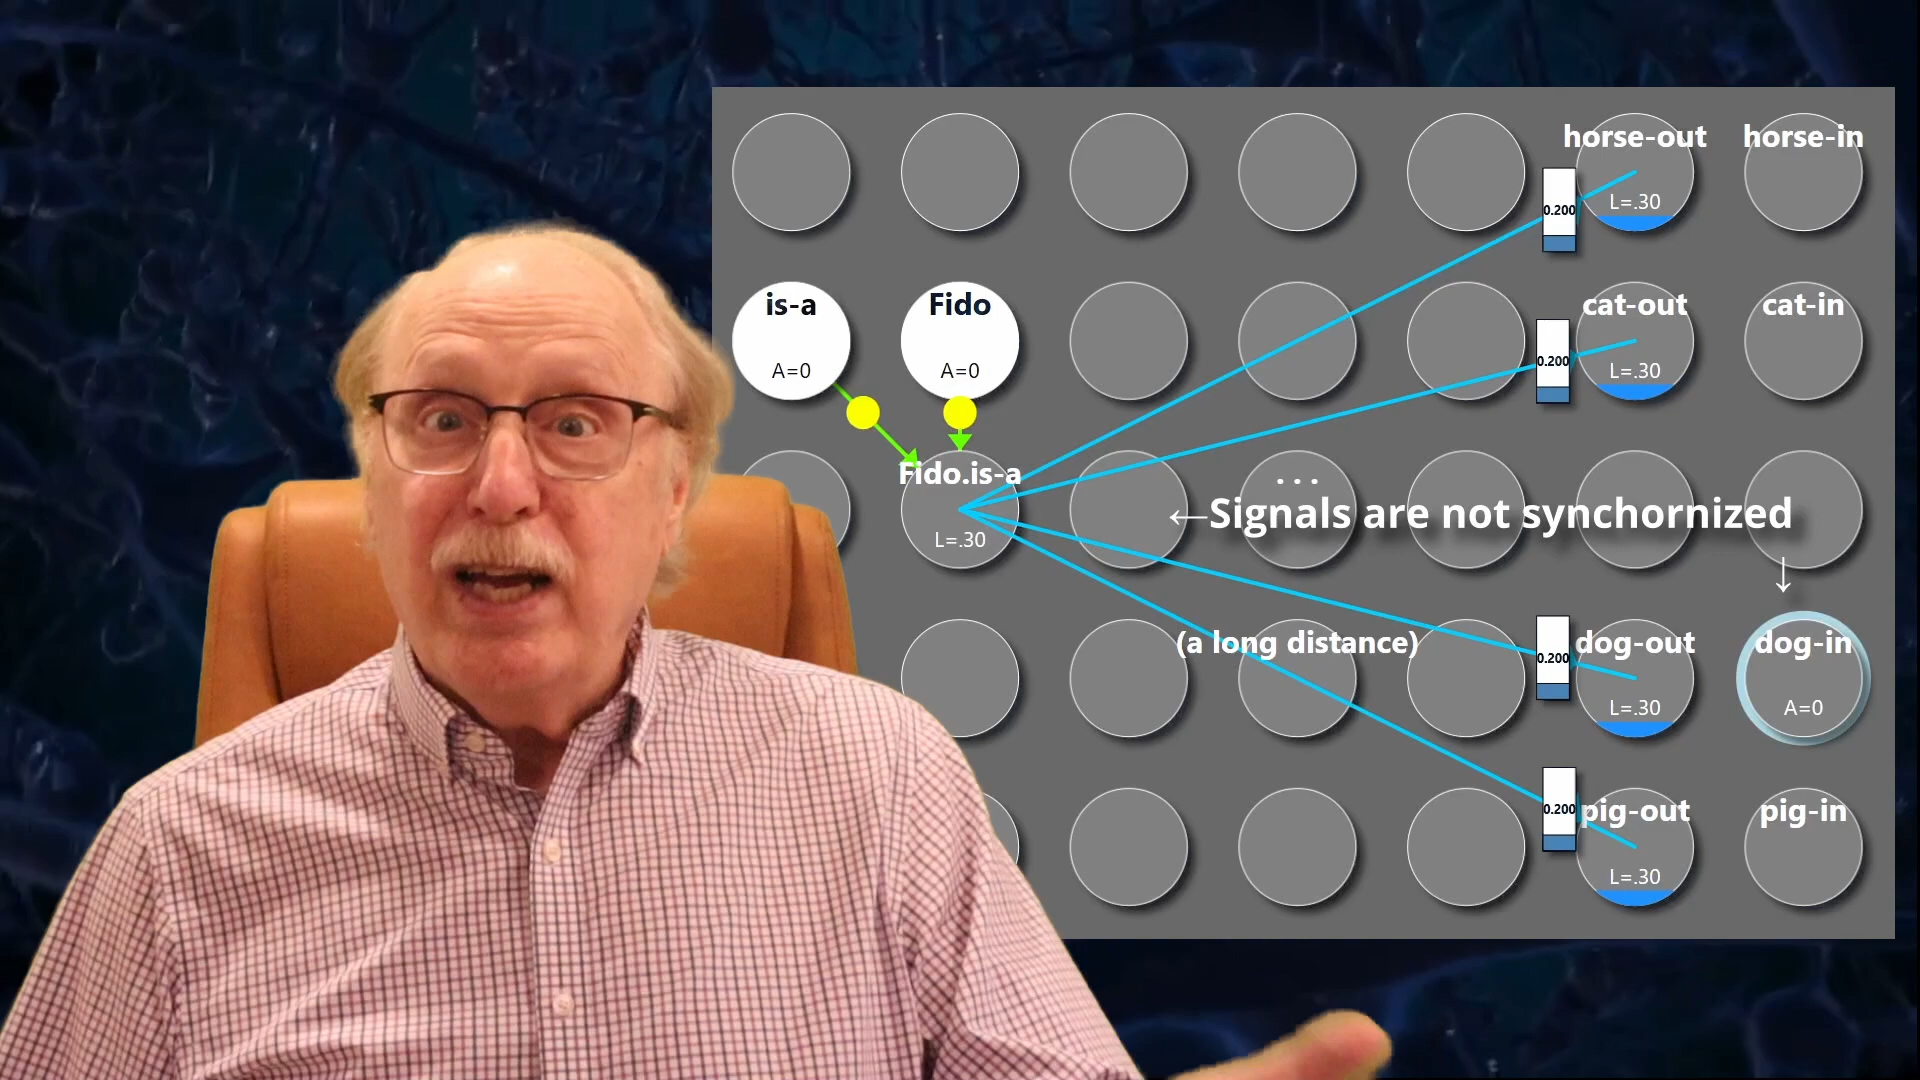 horse-out horse-in
0.200
L=.30
is-a Fido cat-out cat-in
0.200
A=0 A=0 L=.30
Fido.is-a
...
←Signals are not synchornized
L=.30
↓
(a long distance) dog-out dog-in
0.200
L=.30 A=0
0.200
pig-out pig-in
L=.30